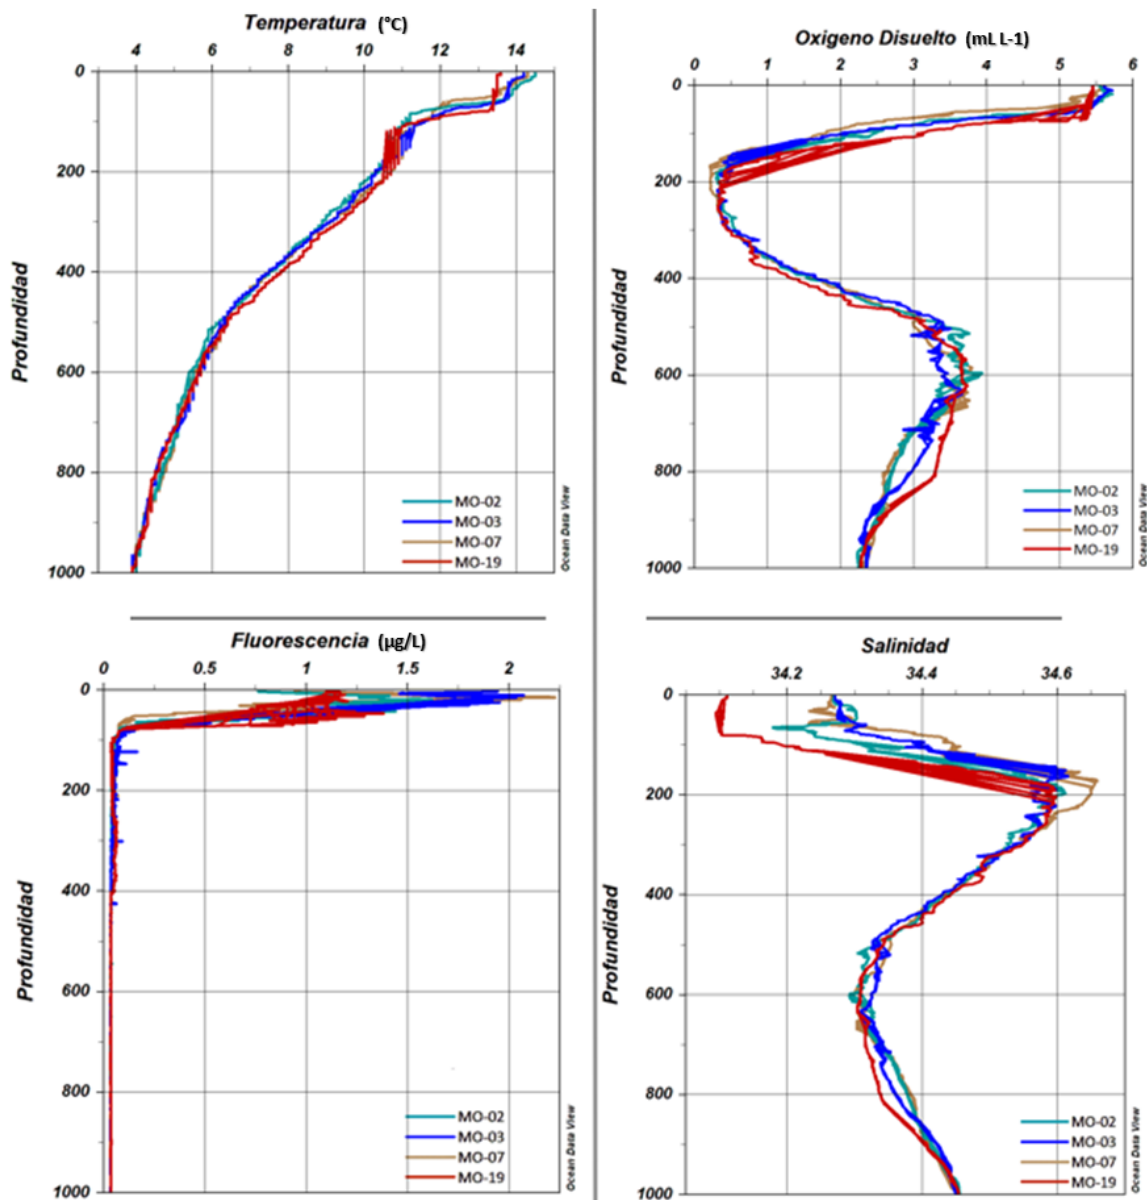 Temperatura (°C)
4 6 8 10 12 14
0
200
400
600
800
1000
Profundidad
MO-02
MO-03
MO-07
MO-19
Ocean Data View
Oxigeno Disuelto (mL L-1)
0 1 2 3 4 5 6
0
200
400
600
800
1000
Profundidad
MO-02
MO-03
MO-07
MO-19
Ocean Data View
Fluorescencia (µg/L)
0 0.5 1 1.5 2
0
200
400
600
800
1000
Profundidad
MO-02
MO-03
MO-07
MO-19
Ocean Data View
Salinidad
34.2 34.4 34.6
0
200
400
600
800
1000
Profundidad
MO-02
MO-03
MO-07
MO-19
Ocean Data View